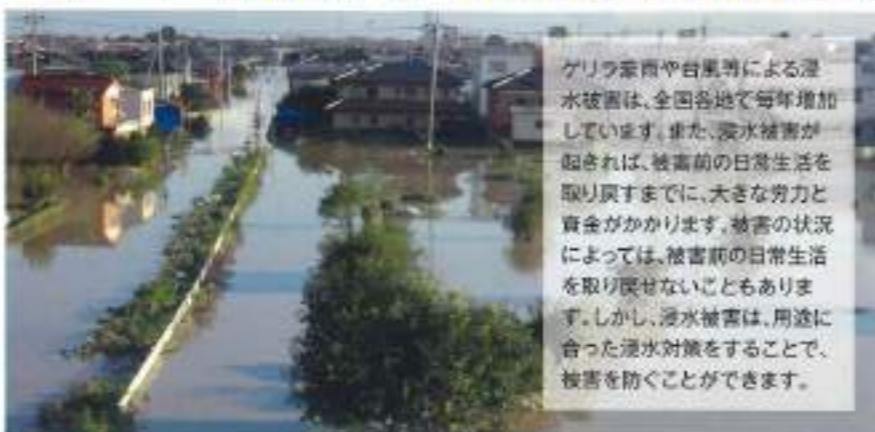 ゲリラ豪雨や台風等による浸
水被害は、全国各地で毎年増加
しています。また、浸水被害が
起きれば、被害前の日常生活を
取り戻すまでに、大きな労力と
資金がかかります。被害の状況
によっては、被害前の日常生活
を取り戻せないこともありま
す。しかし、浸水被害は、用途に
合った浸水対策をすることで、
被害を防ぐことができます。